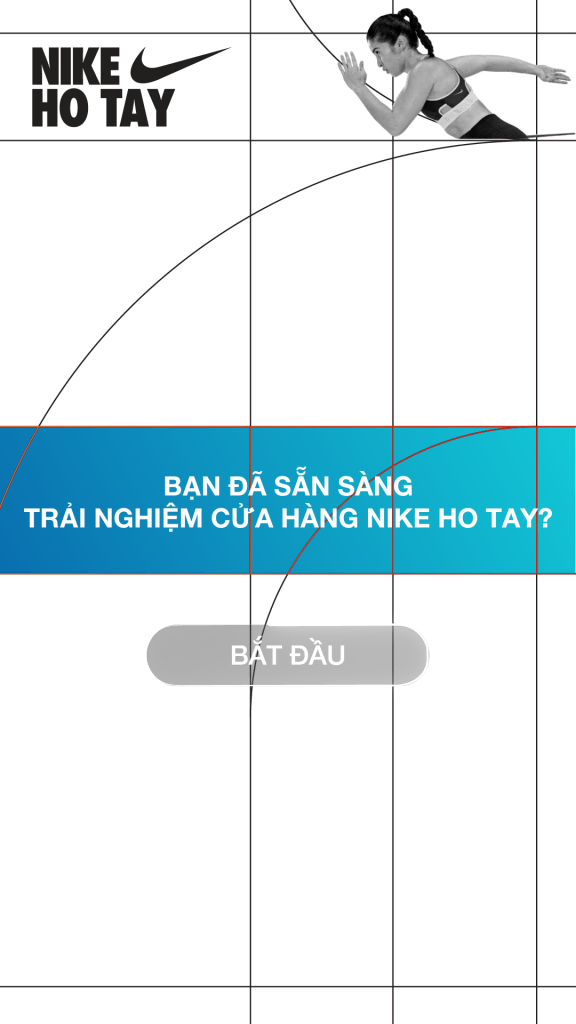 NIKE
HO TAY
BẠN ĐÃ SẴN SÀNG
TRẢI NGHIỆM CỬA HÀNG NIKE HO TAY?
BẮT ĐẦU